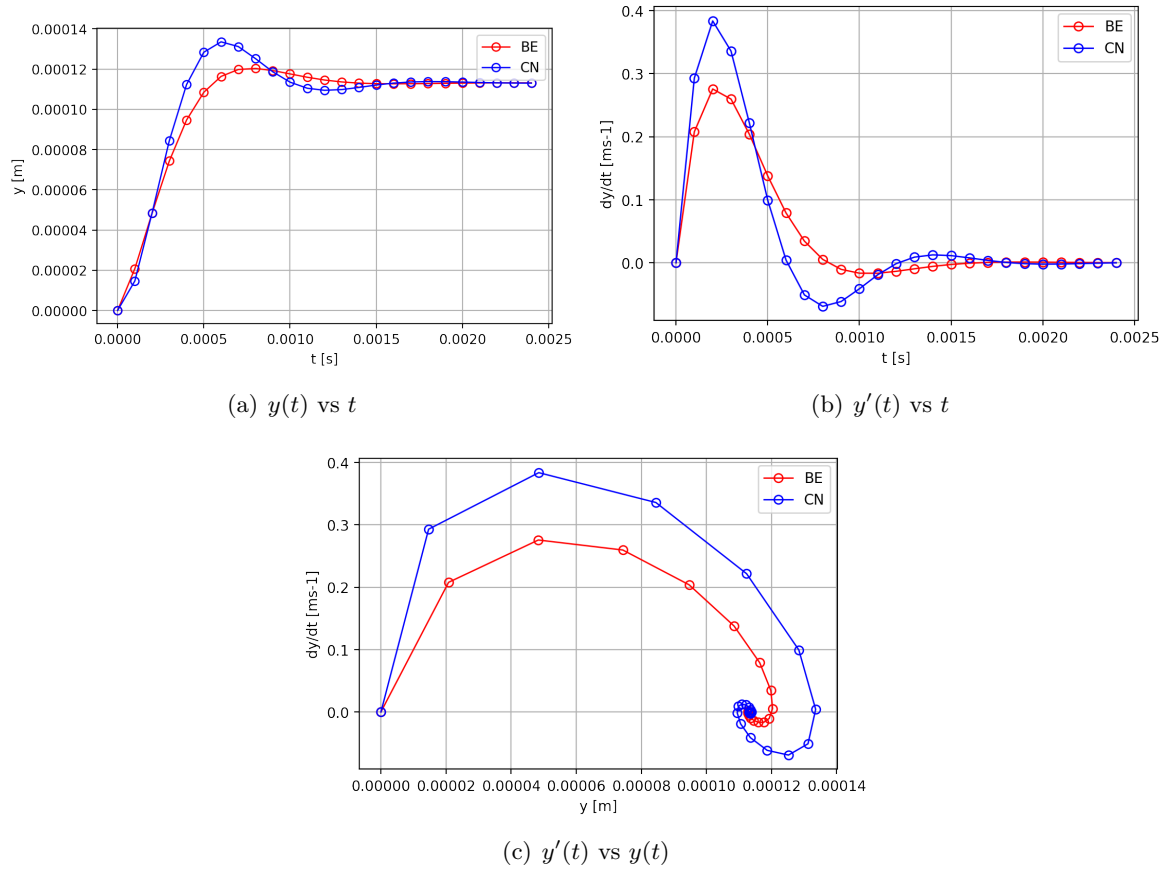 0.00014
0.00012
0.00010
0.00008
0.00006
0.00004
0.00002
0.00000
y [m]
BE
CN
0.0000 0.0005 0.0010 0.0015 0.0020 0.0025
t [s]
(a) y(t) vs t
0.4
0.3
0.2
0.1
0.0
dy/dt [ms-1]
BE
CN
0.0000 0.0005 0.0010 0.0015 0.0020 0.0025
t [s]
(b) y′(t) vs t
0.4
0.3
0.2
0.1
0.0
dy/dt [ms-1]
BE
CN
0.00000 0.00002 0.00004 0.00006 0.00008 0.00010 0.00012 0.00014
y [m]
(c) y′(t) vs y(t)